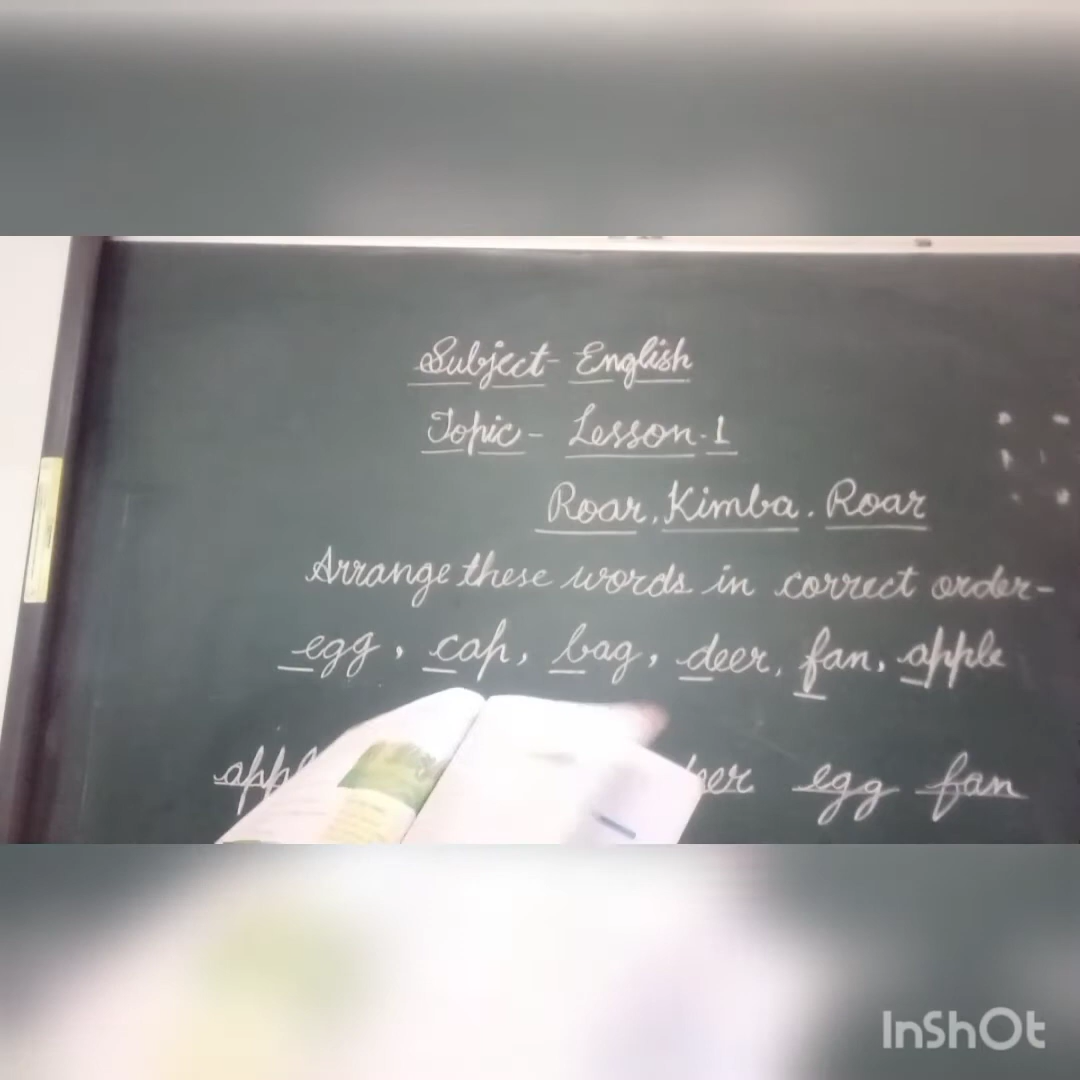 Subject- English
Topic- Lesson-1
Roar, Kimba. Roar
Arrange these words in correct order-
egg, cap, bag, deer, fan, apple
egg fan
InShOt